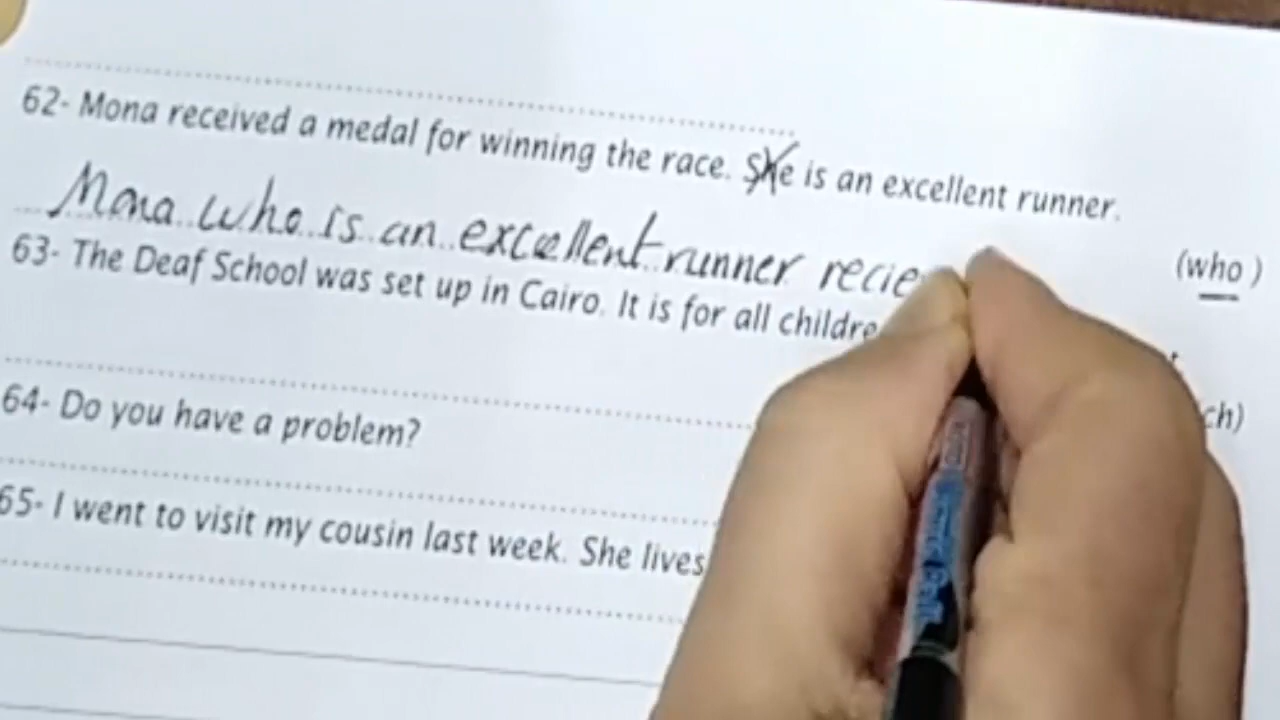 62- Mona received a medal for winning the race. She is an excellent runner.
Mona who is an excellent runner recie
(who )
63- The Deaf School was set up in Cairo. It is for all childre
ch)
64- Do you have a problem?
65- I went to visit my cousin last week. She lives